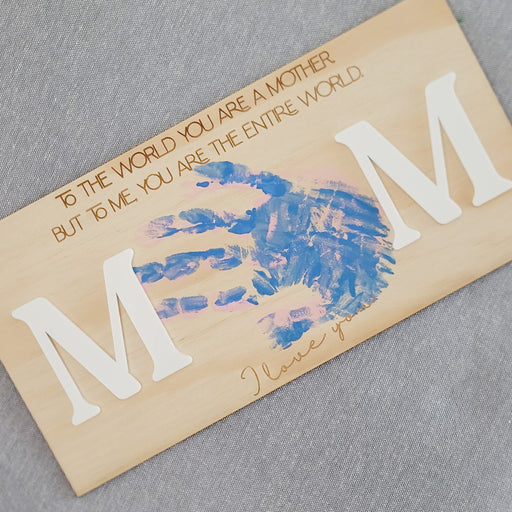 TO THE WORLD YOU ARE A MOTHER
BUT TO ME, YOU ARE THE ENTIRE WORLD.
M M
I love you